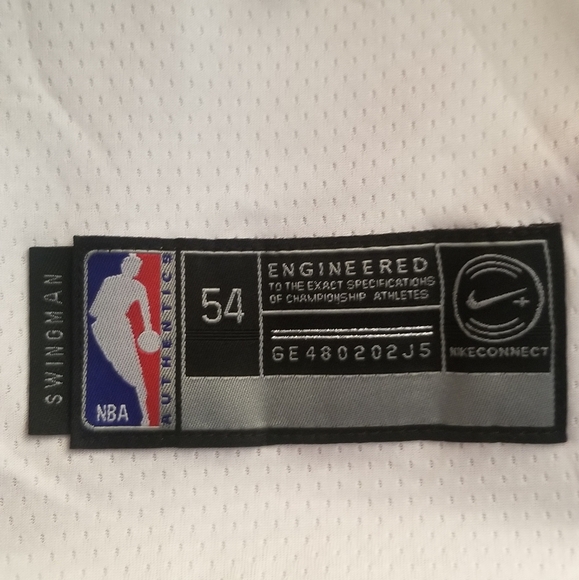 SWINGMAN
NBA
AUTHENTICS
54
ENGINEERED
TO THE EXACT SPECIFICATIONS
OF CHAMPIONSHIP ATHLETES
GE480202J5
NIKECONNECT